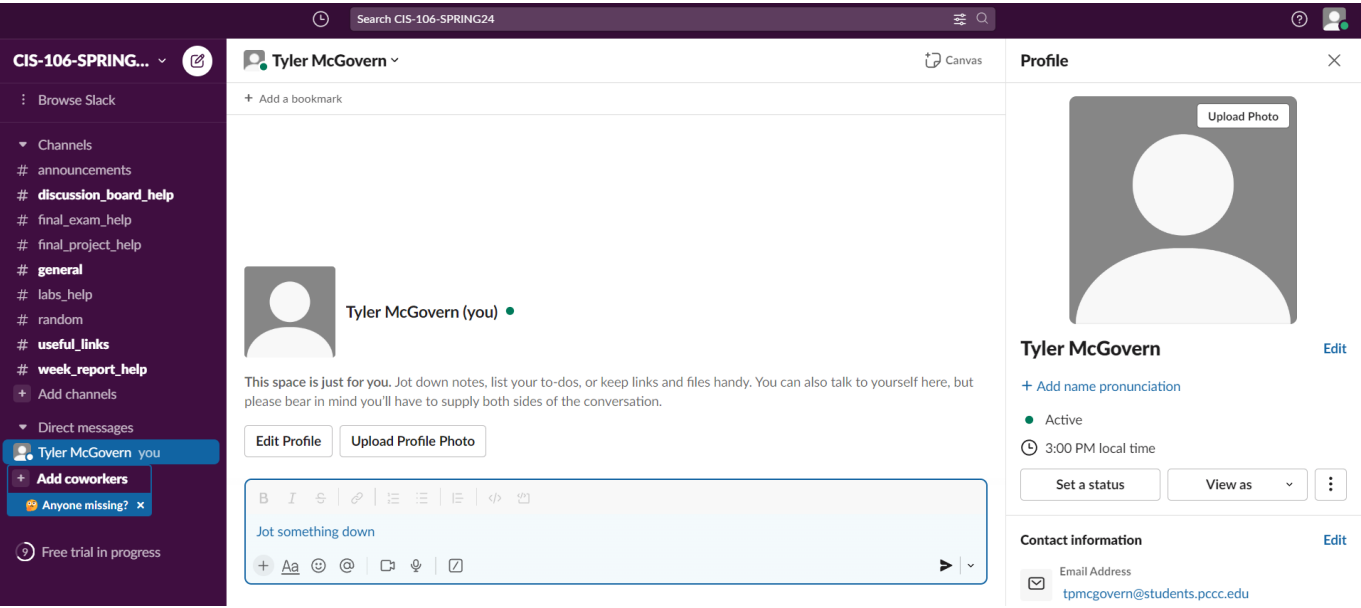 Search CIS-106-SPRING24
CIS-106-SPRING...
Browse Slack
Channels
# announcements
# discussion_board_help
# final_exam_help
# final_project_help
# general
# labs_help
# random
# useful_links
# week_report_help
+ Add channels
Direct messages
Tyler McGovern you
+ Add coworkers
Anyone missing? ×
9 Free trial in progress
Tyler McGovern
Canvas
+ Add a bookmark
Tyler McGovern (you)
This space is just for you. Jot down notes, list your to-dos, or keep links and files handy. You can also talk to yourself here, but
please bear in mind you’ll have to supply both sides of the conversation.
Edit Profile
Upload Profile Photo
B I S
Jot something down
+ Aa @
Profile
Upload Photo
Tyler McGovern
Edit
+ Add name pronunciation
Active
3:00 PM local time
Set a status
View as
Contact information
Edit
Email Address
tpmcgovern@students.pccc.edu